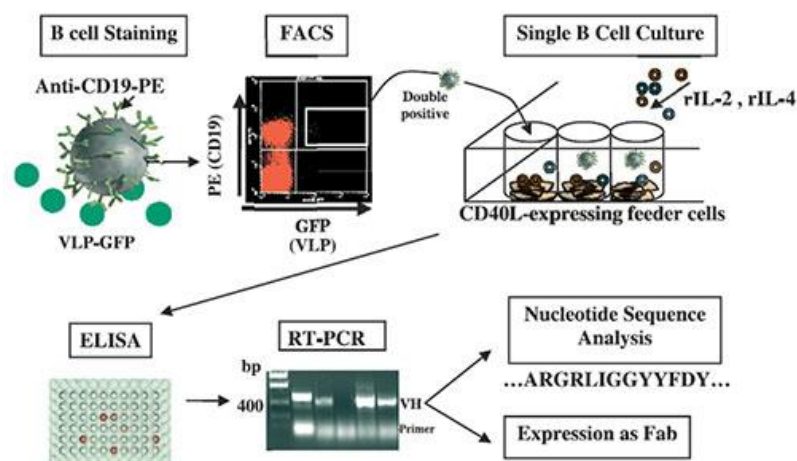 B cell Staining
FACS
Single B Cell Culture
Anti-CD19-PE
Double
positive
rIL-2 , rIL-4
PE (CD19)
VLP-GFP
GFP
(VLP)
CD40L-expressing feeder cells
ELISA
RT-PCR
Nucleotide Sequence
Analysis
bp
400
VH
Primer
...ARGRLIGGYYFDY...
Expression as Fab